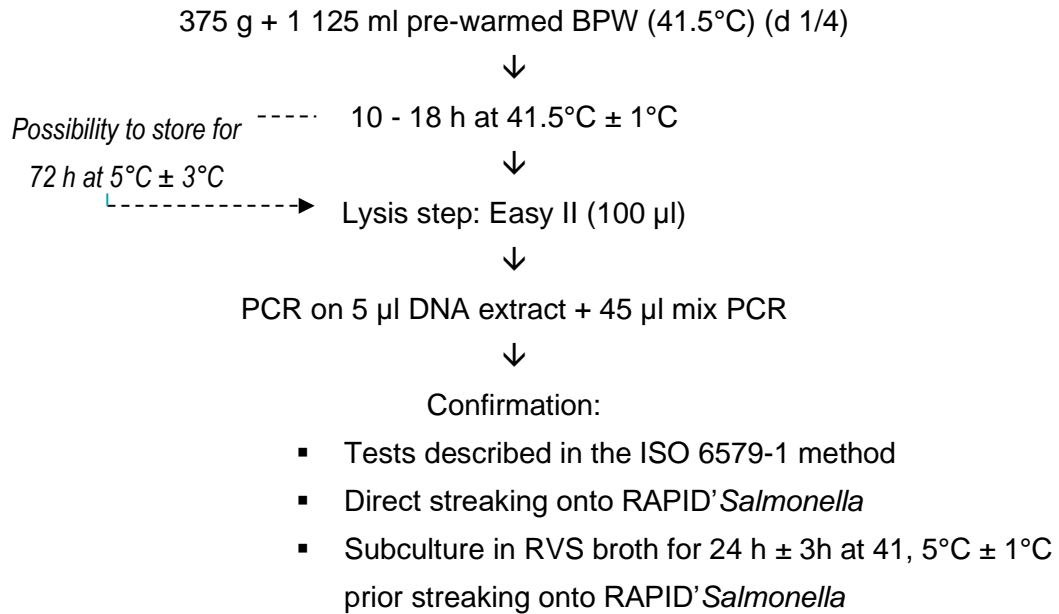 375 g + 1 125 ml pre-warmed BPW (41.5°C) (d 1/4)
↓
10 - 18 h at 41.5°C ± 1°C
Possibility to store for
72 h at 5°C ± 3°C
↓
Lysis step: Easy II (100 µl)
↓
PCR on 5 µl DNA extract + 45 µl mix PCR
↓
Confirmation:
▪ Tests described in the ISO 6579-1 method
▪ Direct streaking onto RAPID’Salmonella
▪ Subculture in RVS broth for 24 h ± 3h at 41, 5°C ± 1°C
prior streaking onto RAPID’Salmonella